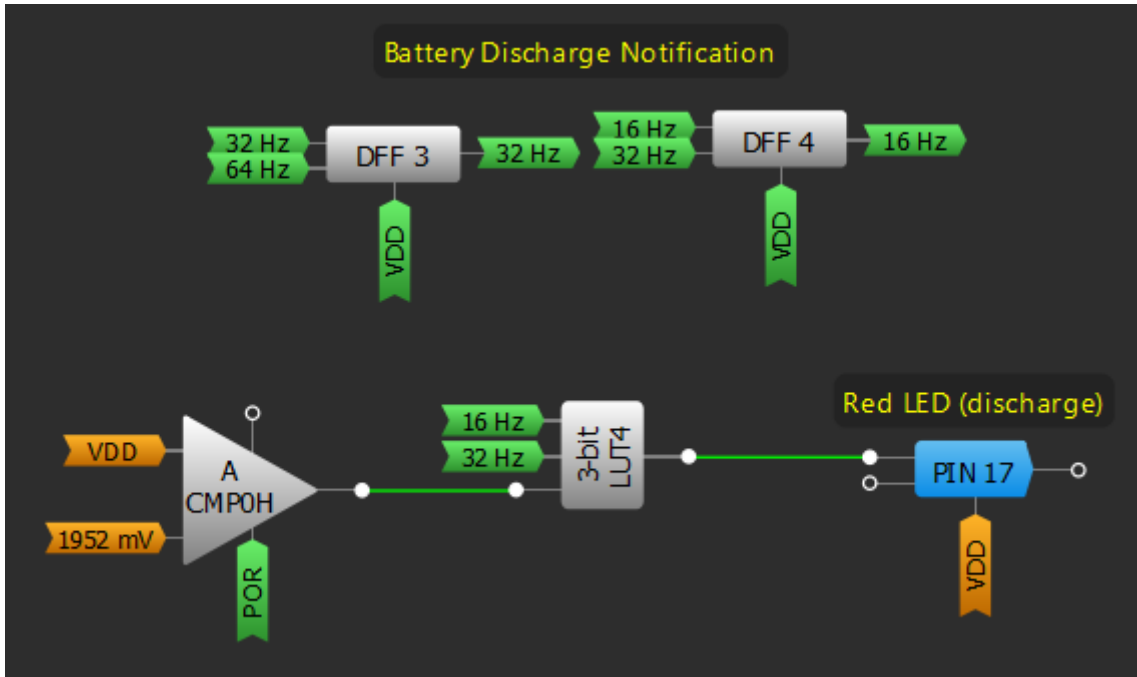 Battery Discharge Notification
32 Hz
64 Hz
DFF 3
32 Hz
VDD
16 Hz
32 Hz
DFF 4
16 Hz
VDD
VDD
1952 mV
A
CMP0H
POR
16 Hz
32 Hz
3-bit
LUT4
Red LED (discharge)
PIN 17
VDD